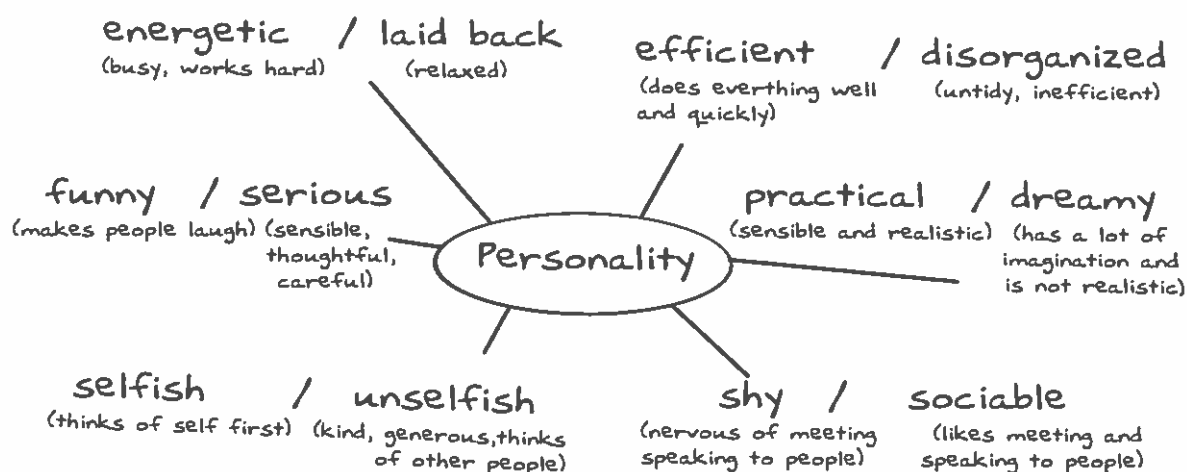 energetic / laid back
(busy, works hard) (relaxed)
efficient / disorganized
(does everthing well (untidy, inefficient)
and quickly)
funny / serious
(makes people laugh) (sensible,
thoughtful,
careful)
Personality
practical / dreamy
(sensible and realistic) (has a lot of
imagination and
is not realistic)
selfish / unselfish
(thinks of self first) (kind, generous,thinks
of other people)
shy / sociable
(nervous of meeting (likes meeting and
speaking to people) speaking to people)